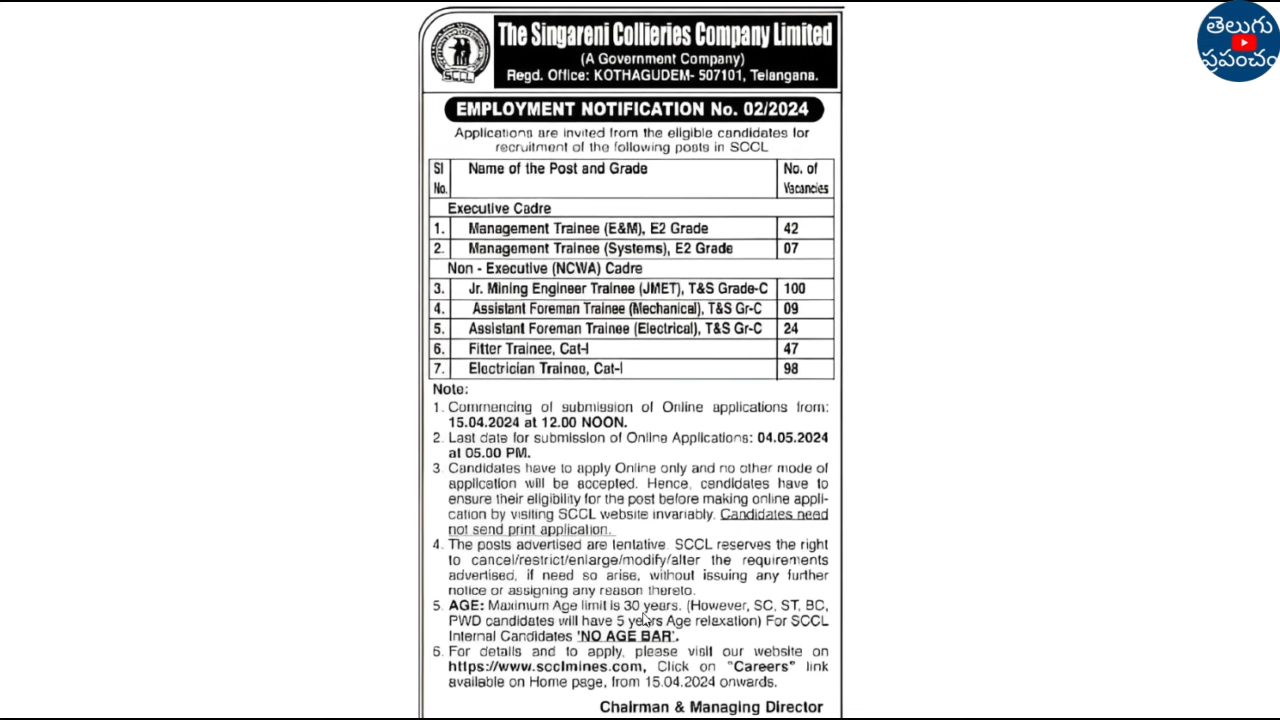 The Singareni Collieries Company Limited
(A Government Company)
Regd. Office: KOTHAGUDEM- 507101, Telangana.
SCCL
తెలుగు
ప్రపంచం
EMPLOYMENT NOTIFICATION No. 02/2024
Applications are invited from the eligible candidates for
recruitment of the following posts in SCCL
Sl Name of the Post and Grade No. of
No. Vacancies
Executive Cadre
1. Management Trainee (E&M), E2 Grade 42
2. Management Trainee (Systems), E2 Grade 07
Non - Executive (NCWA) Cadre
3. Jr. Mining Engineer Trainee (JMET), T&S Grade-C 100
4. Assistant Foreman Trainee (Mechanical), T&S Gr-C 09
5. Assistant Foreman Trainee (Electrical), T&S Gr-C 24
6. Fitter Trainee, Cat-I 47
7. Electrician Trainee, Cat-I 98
Note:
1. Commencing of submission of Online applications from:
15.04.2024 at 12.00 NOON.
2. Last date for submission of Online Applications: 04.05.2024
at 05.00 PM.
3. Candidates have to apply Online only and no other mode of
application will be accepted. Hence, candidates have to
ensure their eligibility for the post before making online appli-
cation by visiting SCCL website invariably. Candidates need
not send print application.
4. The posts advertised are tentative. SCCL reserves the right
to cancel/restrict/enlarge/modify/alter the requirements
advertised, if need so arise, without issuing any further
notice or assigning any reason thereto.
5. AGE: Maximum Age limit is 30 years. (However, SC, ST, BC,
PWD candidates will have 5 years Age relaxation) For SCCL
Internal Candidates 'NO AGE BAR'.
6. For details and to apply, please visit our website on
https://www.scclmines.com, Click on "Careers" link
available on Home page, from 15.04.2024 onwards.
Chairman & Managing Director